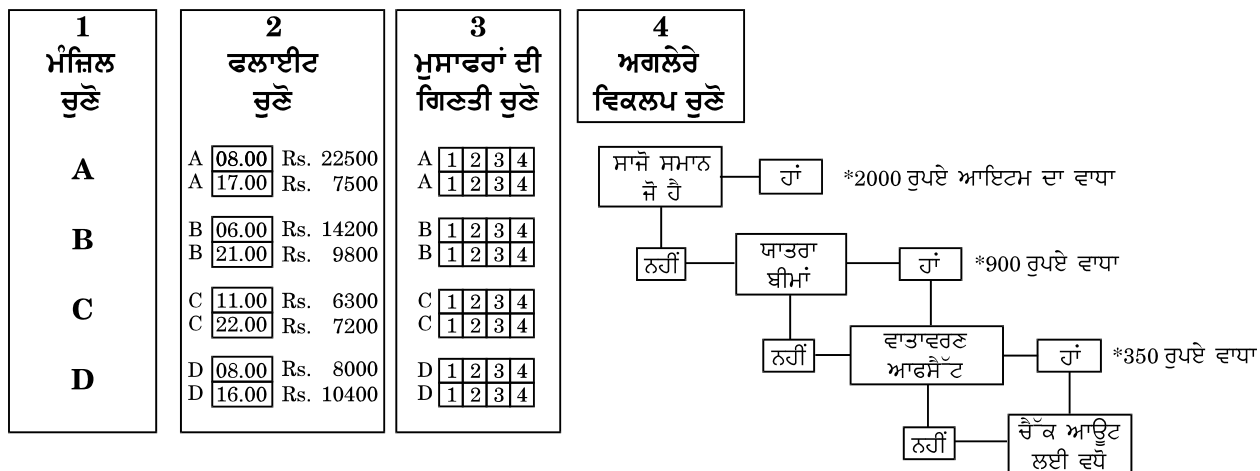 1
ਮੰਜ਼ਿਲ
ਚੁਣੋ
A
B
C
D
2
ਫਲਾਈਟ
ਚੁਣੋ
A 08.00 Rs. 22500
A 17.00 Rs. 7500
B 06.00 Rs. 14200
B 21.00 Rs. 9800
C 11.00 Rs. 6300
C 22.00 Rs. 7200
D 08.00 Rs. 8000
D 16.00 Rs. 10400
3
ਮੁਸਾਫਰਾਂ ਦੀ
ਗਿਣਤੀ ਚੁਣੋ
A 1 2 3 4
A 1 2 3 4
B 1 2 3 4
B 1 2 3 4
C 1 2 3 4
C 1 2 3 4
D 1 2 3 4
D 1 2 3 4
4
ਅਗਲੇਰੇ
ਵਿਕਲਪ ਚੁਣੋ
ਸਾਜੋ ਸਮਾਨ
ਜੋ ਹੈ
ਹਾਂ
*2000 ਰੁਪਏ ਆਇਟਮ ਦਾ ਵਾਧਾ
ਨਹੀਂ
ਯਾਤਰਾ
ਬੀਮਾਂ
ਹਾਂ
*900 ਰੁਪਏ ਵਾਧਾ
ਨਹੀਂ
ਵਾਤਾਵਰਣ
ਆਫਸੈੱਟ
ਹਾਂ
*350 ਰੁਪਏ ਵਾਧਾ
ਨਹੀਂ
ਚੈੱਕ ਆਊਟ
ਲਈ ਵਧੋ